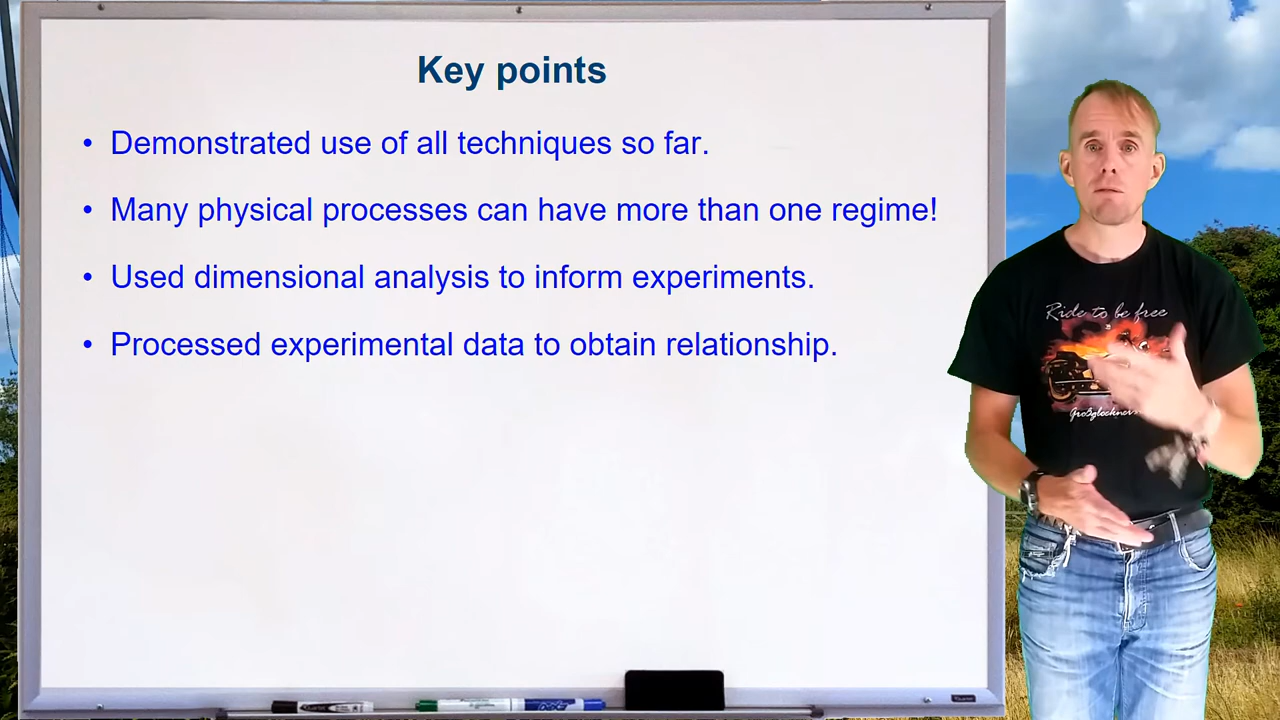 Key points
• Demonstrated use of all techniques so far.
• Many physical processes can have more than one regime!
• Used dimensional analysis to inform experiments.
• Processed experimental data to obtain relationship.
Ride to be free